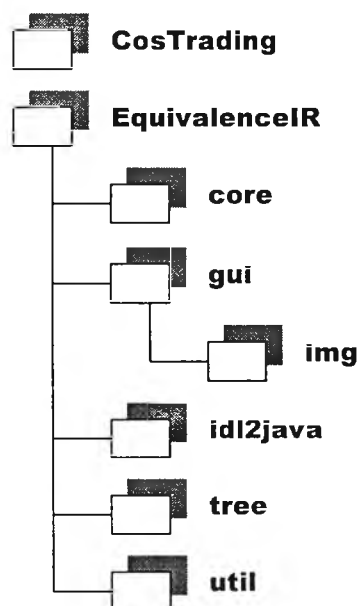 CosTrading
EquivalenceIR
core
gui
img
idl2java
tree
util